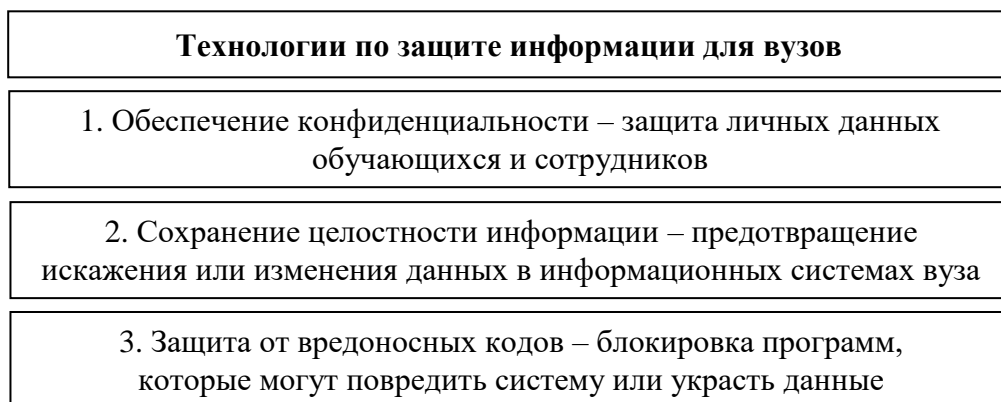 Технологии по защите информации для вузов
1. Обеспечение конфиденциальности – защита личных данных
обучающихся и сотрудников
2. Сохранение целостности информации – предотвращение
искажения или изменения данных в информационных системах вуза
3. Защита от вредоносных кодов – блокировка программ,
которые могут повредить систему или украсть данные